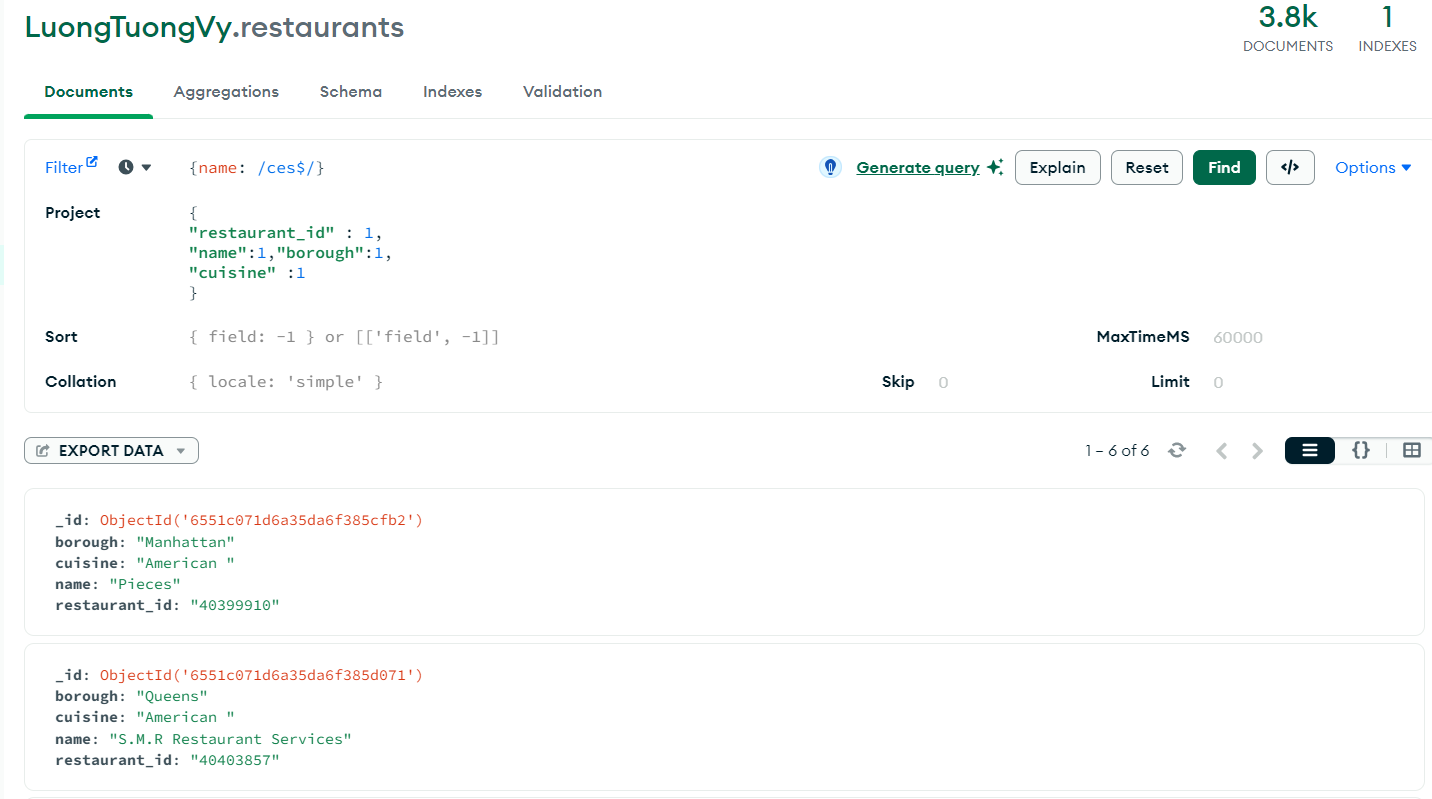 LuongTuongVy.restaurants
3.8k
DOCUMENTS
1
INDEXES
Documents Aggregations Schema Indexes Validation
Filter {name: /ces$/} Generate query Explain Reset Find </> Options
Project {
"restaurant_id" : 1,
"name":1,"borough":1,
"cuisine" :1
}
Sort { field: -1 } or [['field', -1]] MaxTimeMS 60000
Collation { locale: 'simple' } Skip 0 Limit 0
EXPORT DATA 1 – 6 of 6 {}
_id: ObjectId('6551c071d6a35da6f385cfb2')
borough: "Manhattan"
cuisine: "American "
name: "Pieces"
restaurant_id: "40399910"
_id: ObjectId('6551c071d6a35da6f385d071')
borough: "Queens"
cuisine: "American "
name: "S.M.R Restaurant Services"
restaurant_id: "40403857"